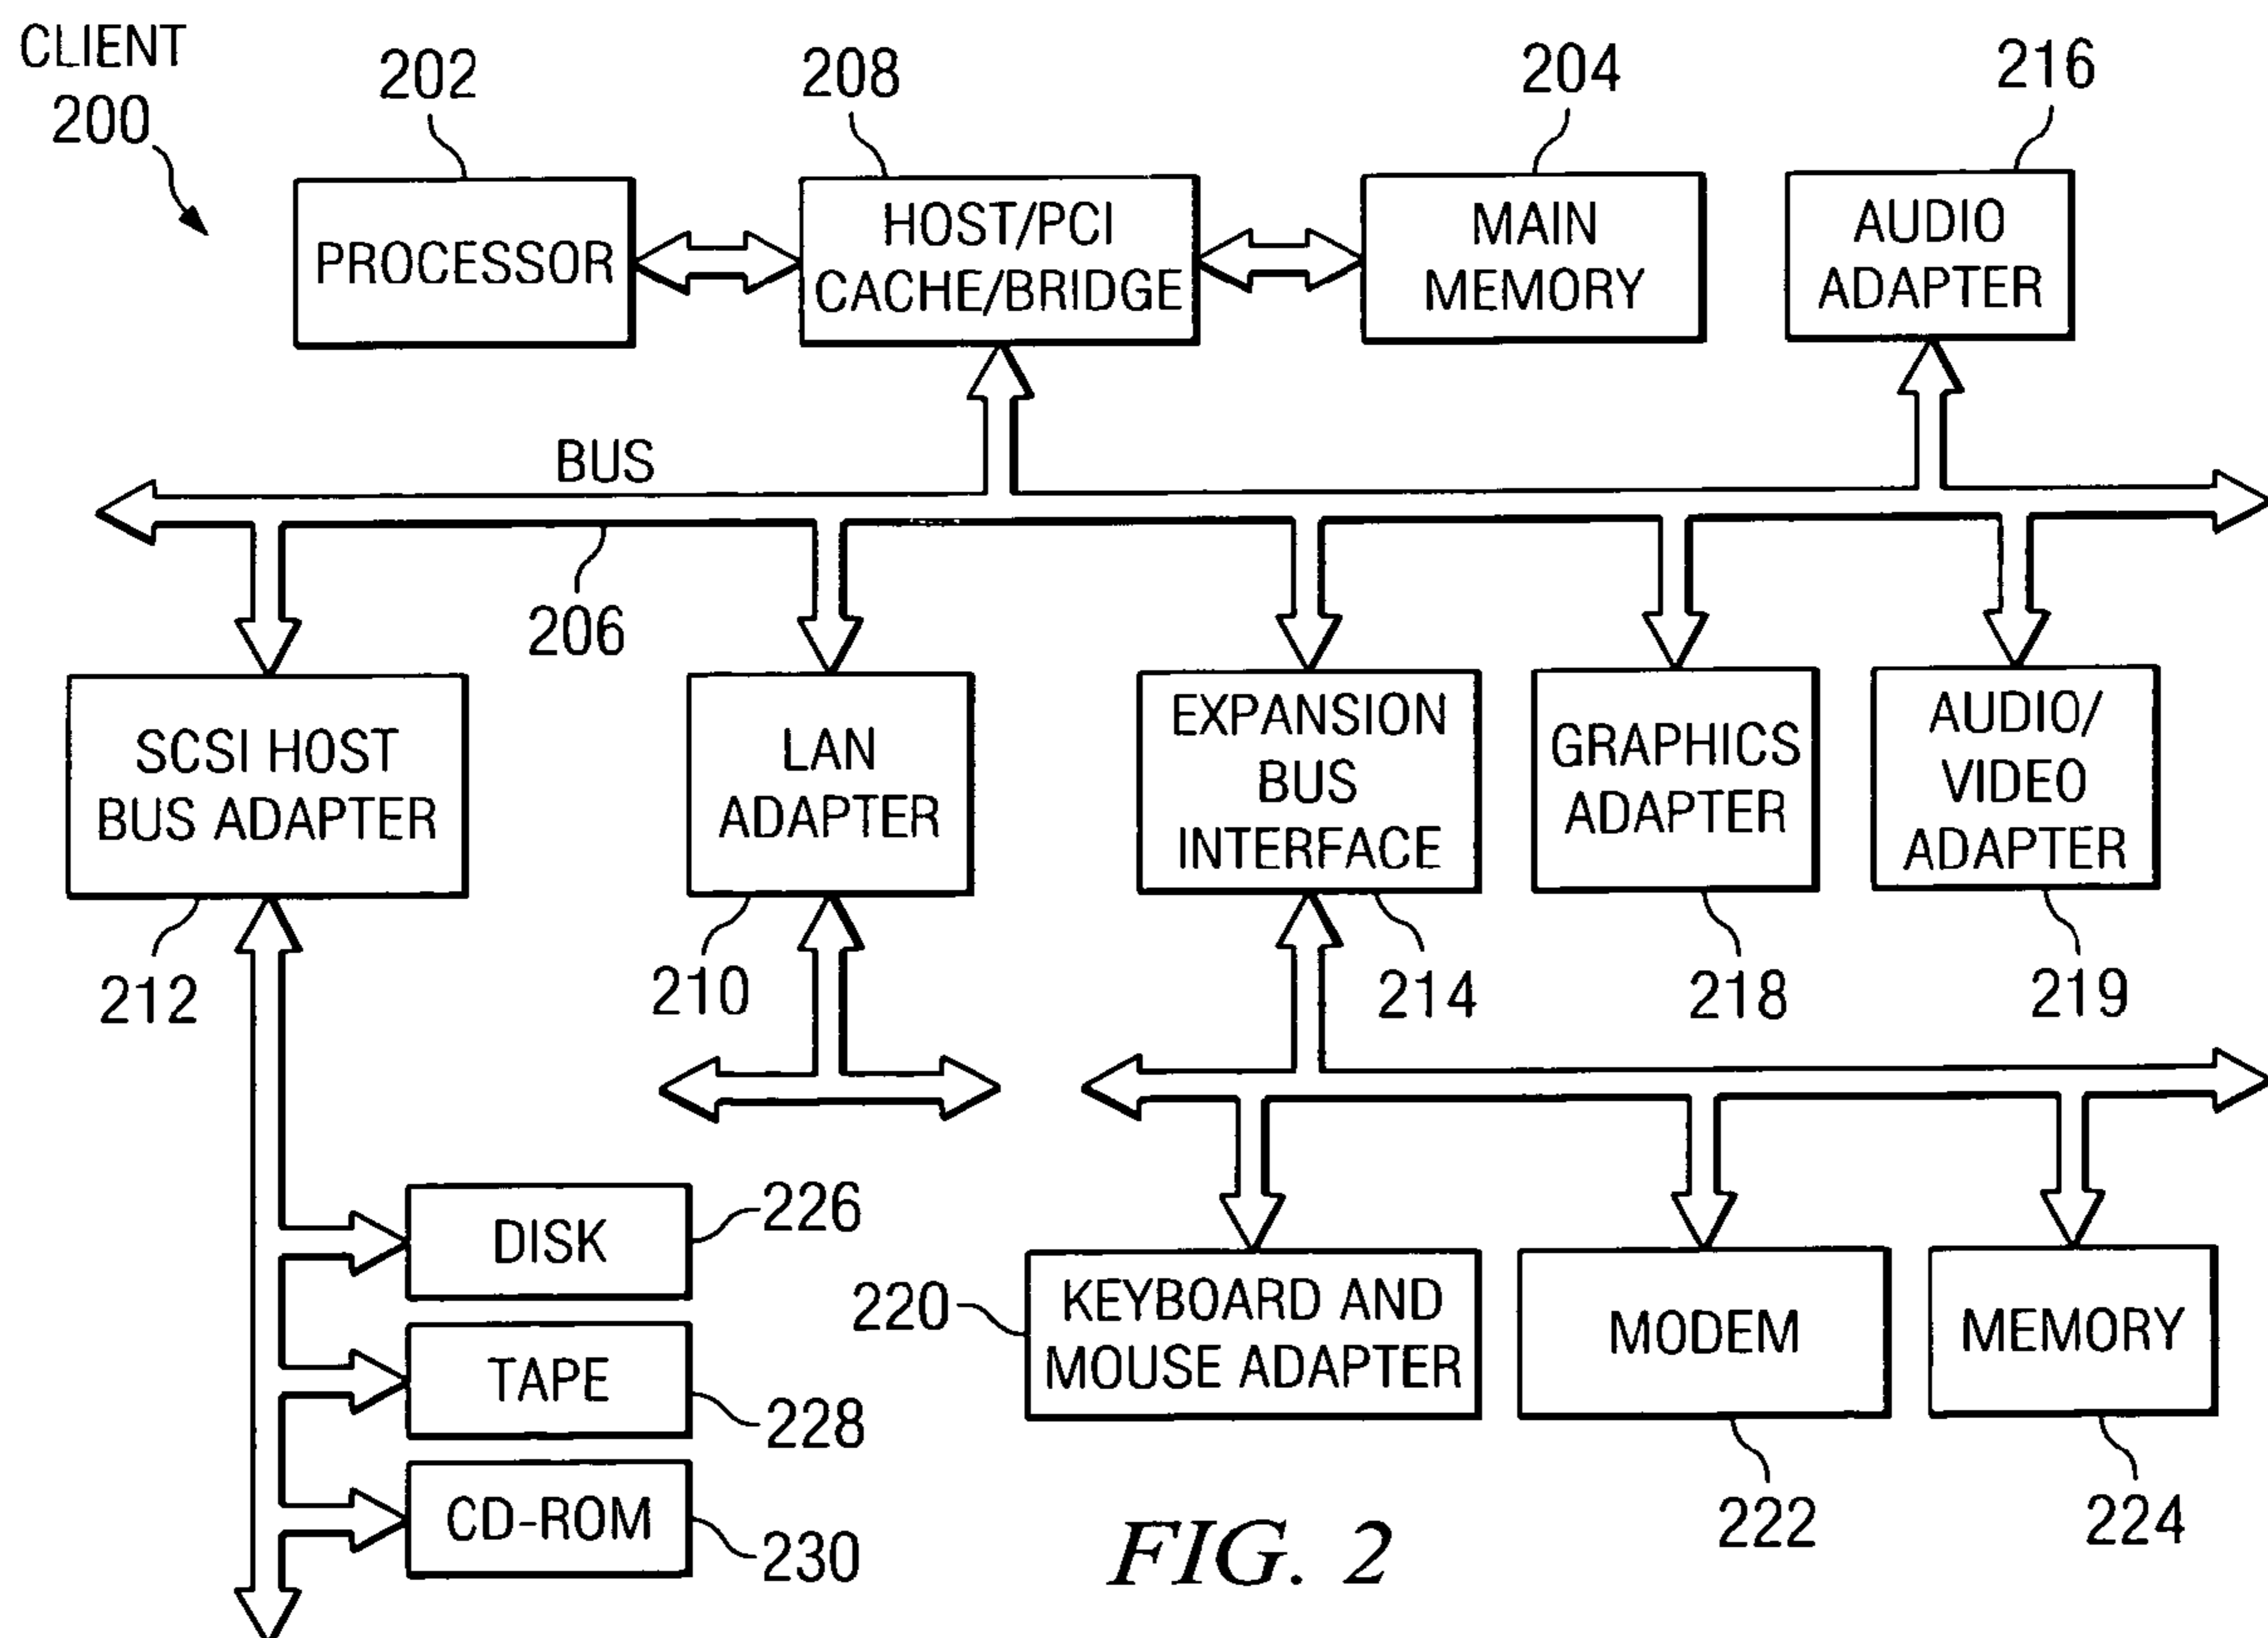 CLIENT
200
202
208
204
216
PROCESSOR
HOST/PCI
CACHE/BRIDGE
MAIN
MEMORY
AUDIO
ADAPTER
BUS
206
SCSI HOST
BUS ADAPTER
LAN
ADAPTER
EXPANSION
BUS
INTERFACE
GRAPHICS
ADAPTER
AUDIO/
VIDEO
ADAPTER
212
210
214
218
219
DISK
226
TAPE
228
CD-ROM
230
220
KEYBOARD AND
MOUSE ADAPTER
MODEM
MEMORY
222
224
FIG. 2